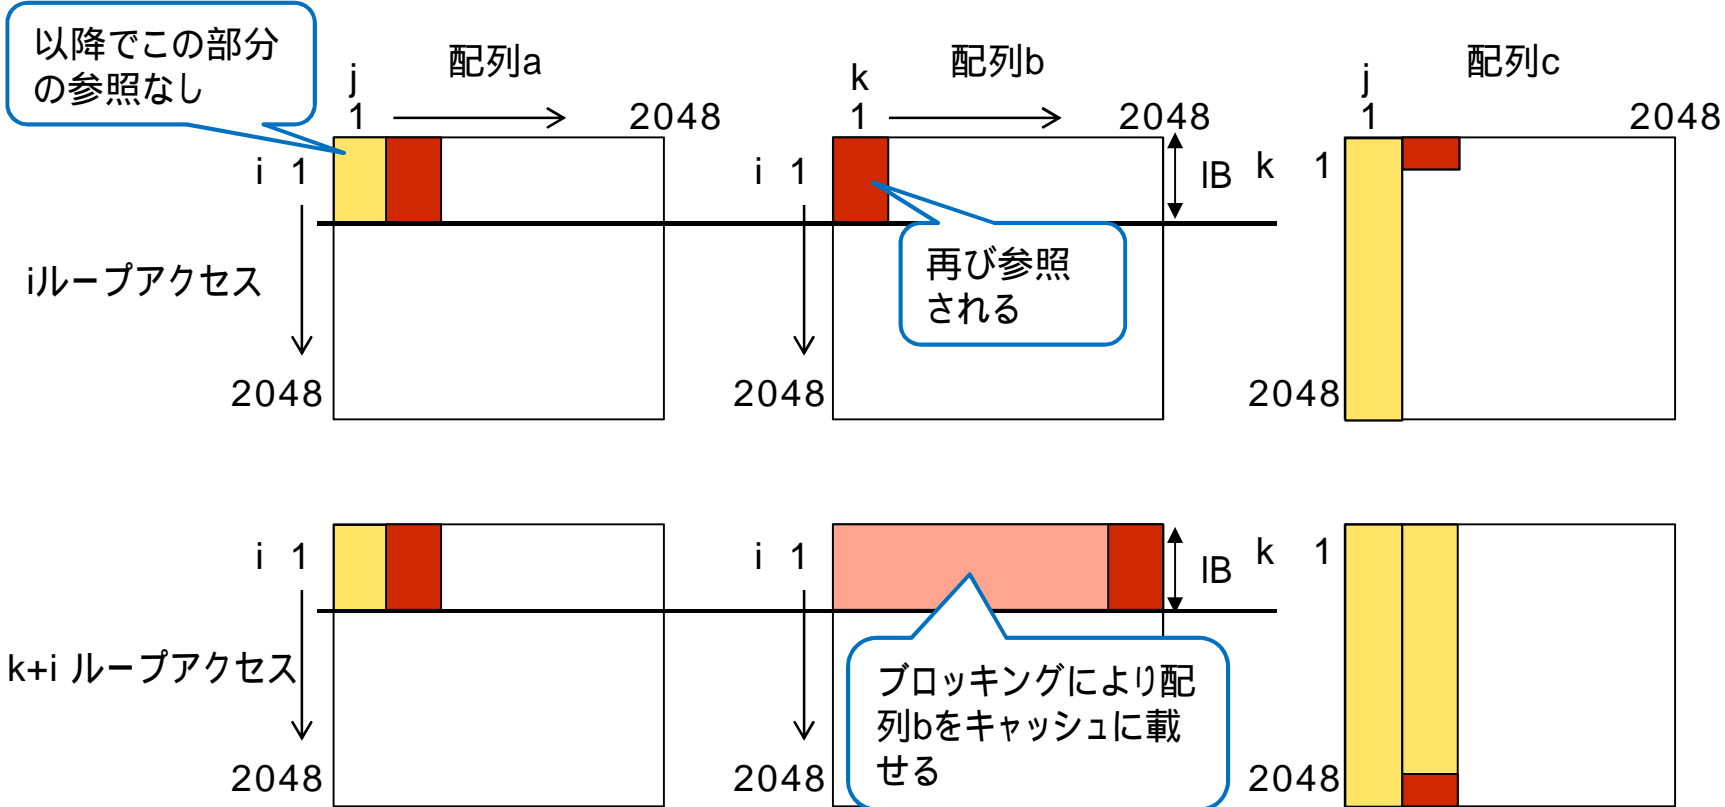 以降でこの部分
の参照なし
配列a
配列b
配列c
j
k
j
1
2048
1
2048
1
2048
i 1
i 1
IB
k 1
再び参照
される
iループアクセス
2048
2048
2048
i 1
i 1
IB
k 1
k+i ループアクセス
ブロッキングにより配
列bをキャッシュに載
せる
2048
2048
2048